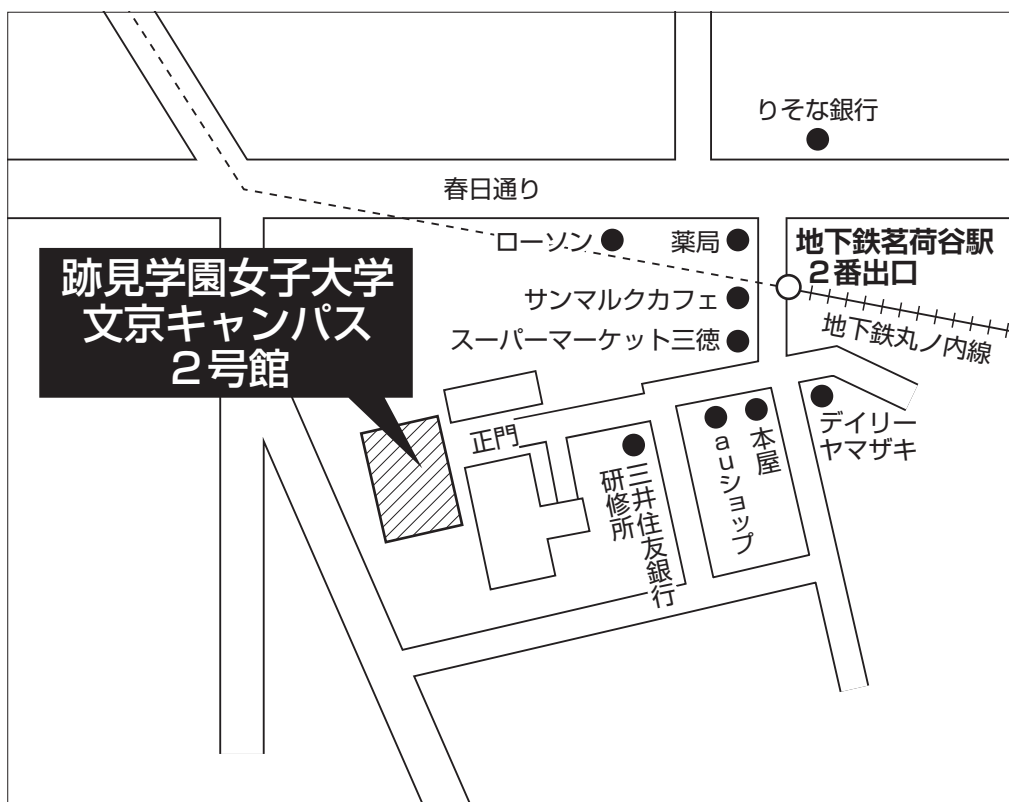 りそな銀行
春日通り
ローソン
薬局
地下鉄茗荷谷駅
2番出口
跡見学園女子大学
文京キャンパス
2号館
サンマルクカフェ
地下鉄丸ノ内線
スーパーマーケット三徳
正門
デイリー
ヤマザキ
本屋
auショップ
三井住友銀行
研修所